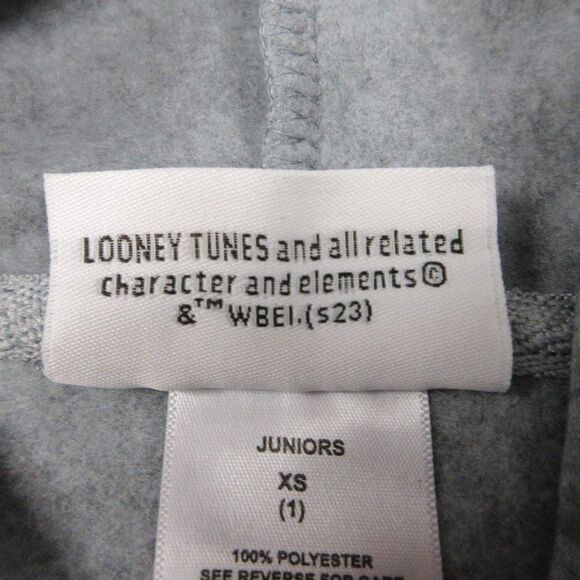 LOONEY TUNES and all related
character and elements ©
&™ WBEI.(s23)
JUNIORS
XS
(1)
100% POLYESTER
SEE REVERSE FOR CARE